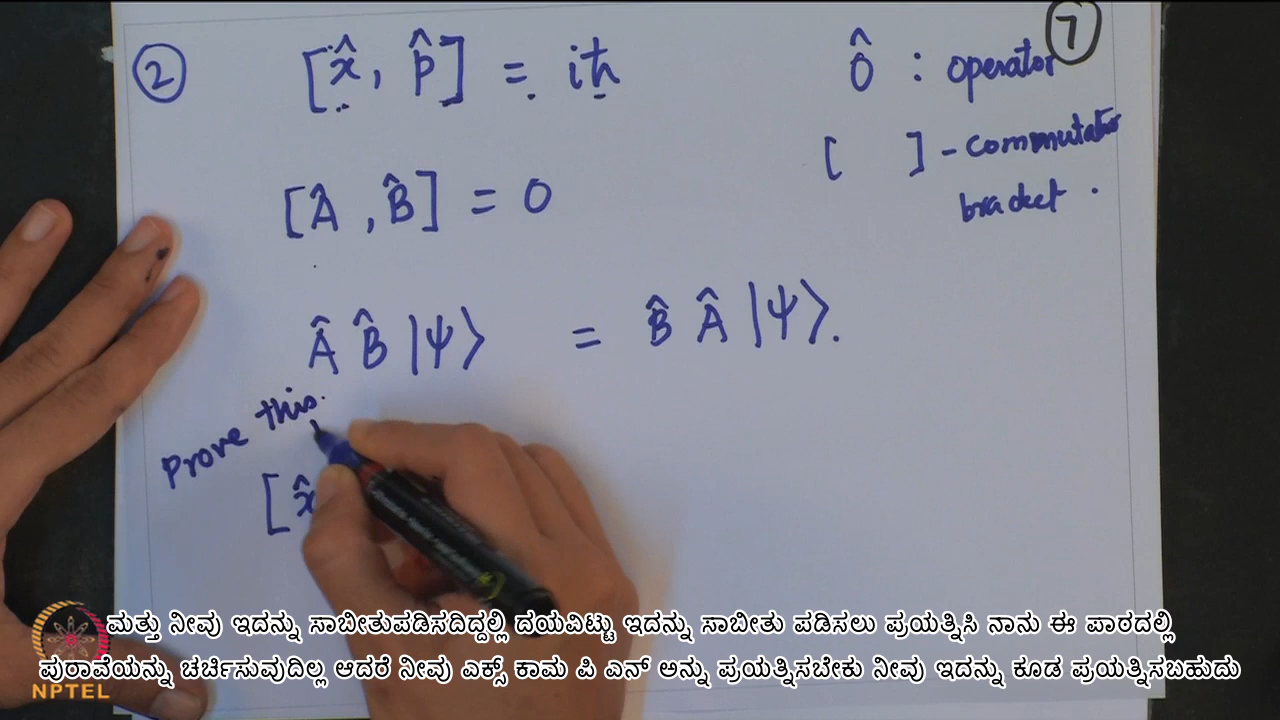 ② [x̂, p̂] = iħ
Ô : operator
⑦
[ ] - commutator
bracket .
[Â , B̂] = 0
Â B̂ |ψ⟩ = B̂ Â |ψ⟩.
Prove this.
[x̂
ಮತ್ತು ನೀವು ಇದನ್ನು ಸಾಬೀತುಪಡಿಸದಿದ್ದಲ್ಲಿ ದಯವಿಟ್ಟು ಇದನ್ನು ಸಾಬೀತು ಪಡಿಸಲು ಪ್ರಯತ್ನಿಸಿ ನಾನು ಈ ಪಾಠದಲ್ಲಿ
ಪುರಾವೆಯನ್ನು ಚರ್ಚಿಸುವುದಿಲ್ಲ ಆದರೆ ನೀವು ಎಕ್ಸ್ ಕಾಮ ಪಿ ಎನ್ ಅನ್ನು ಪ್ರಯತ್ನಿಸಬೇಕು ನೀವು ಇದನ್ನು ಕೂಡ ಪ್ರಯತ್ನಿಸಬಹುದು
NPTEL